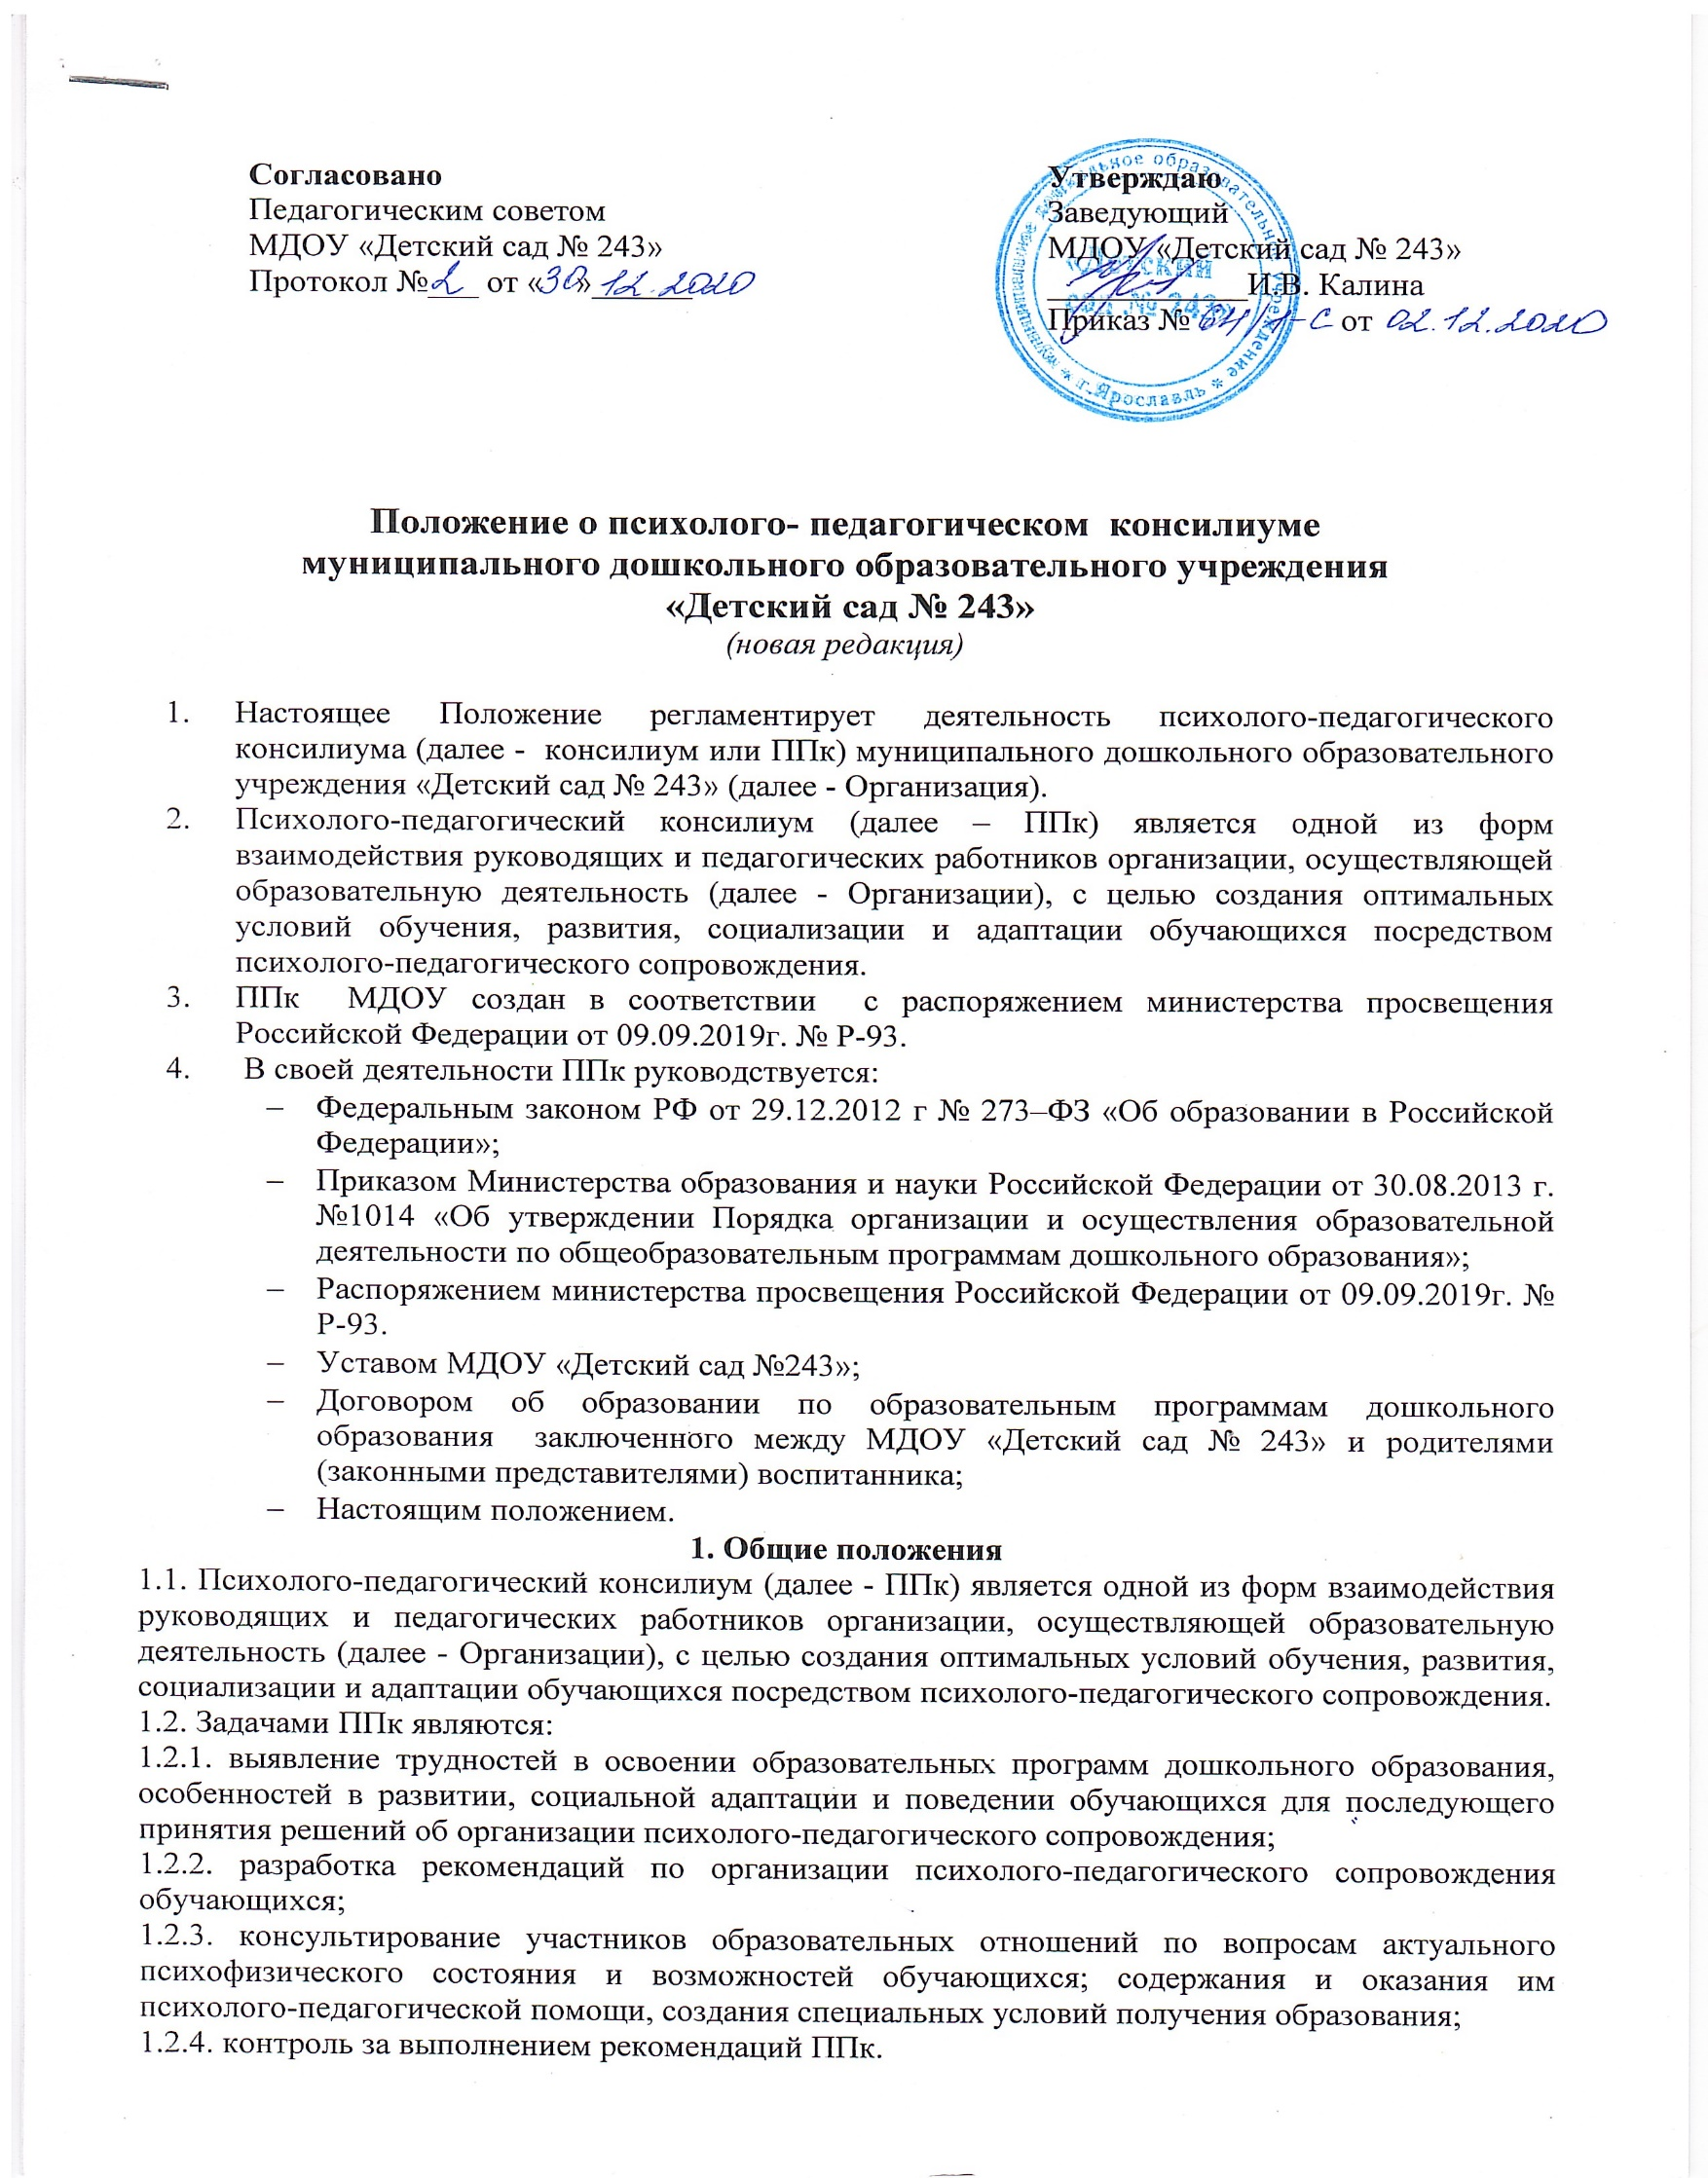 Согласовано
Педагогическим советом
МДОУ «Детский сад № 243»
Протокол № 2 от «30» 12.2020
Утверждаю
Заведующий
МДОУ «Детский сад № 243»
И.В. Калина
Приказ № 64/1-С от 02.12.2020
муниципальное дошкольное образовательное учреждение * г.Ярославль *
«Детский
сад № 243»
Положение о психолого- педагогическом консилиуме
муниципального дошкольного образовательного учреждения
«Детский сад № 243»
(новая редакция)
1. Настоящее Положение регламентирует деятельность психолого-педагогического
консилиума (далее - консилиум или ППк) муниципального дошкольного образовательного
учреждения «Детский сад № 243» (далее - Организация).
2. Психолого-педагогический консилиум (далее – ППк) является одной из форм
взаимодействия руководящих и педагогических работников организации, осуществляющей
образовательную деятельность (далее - Организации), с целью создания оптимальных
условий обучения, развития, социализации и адаптации обучающихся посредством
психолого-педагогического сопровождения.
3. ППк МДОУ создан в соответствии с распоряжением министерства просвещения
Российской Федерации от 09.09.2019г. № Р-93.
4. В своей деятельности ППк руководствуется:
– Федеральным законом РФ от 29.12.2012 г № 273–ФЗ «Об образовании в Российской
Федерации»;
– Приказом Министерства образования и науки Российской Федерации от 30.08.2013 г.
№1014 «Об утверждении Порядка организации и осуществления образовательной
деятельности по общеобразовательным программам дошкольного образования»;
– Распоряжением министерства просвещения Российской Федерации от 09.09.2019г. №
Р-93.
– Уставом МДОУ «Детский сад №243»;
– Договором об образовании по образовательным программам дошкольного
образования заключенного между МДОУ «Детский сад № 243» и родителями
(законными представителями) воспитанника;
– Настоящим положением.
1. Общие положения
1.1. Психолого-педагогический консилиум (далее - ППк) является одной из форм взаимодействия
руководящих и педагогических работников организации, осуществляющей образовательную
деятельность (далее - Организации), с целью создания оптимальных условий обучения, развития,
социализации и адаптации обучающихся посредством психолого-педагогического сопровождения.
1.2. Задачами ППк являются:
1.2.1. выявление трудностей в освоении образовательных программ дошкольного образования,
особенностей в развитии, социальной адаптации и поведении обучающихся для последующего
принятия решений об организации психолого-педагогического сопровождения;
1.2.2. разработка рекомендаций по организации психолого-педагогического сопровождения
обучающихся;
1.2.3. консультирование участников образовательных отношений по вопросам актуального
психофизического состояния и возможностей обучающихся; содержания и оказания им
психолого-педагогической помощи, создания специальных условий получения образования;
1.2.4. контроль за выполнением рекомендаций ППк.